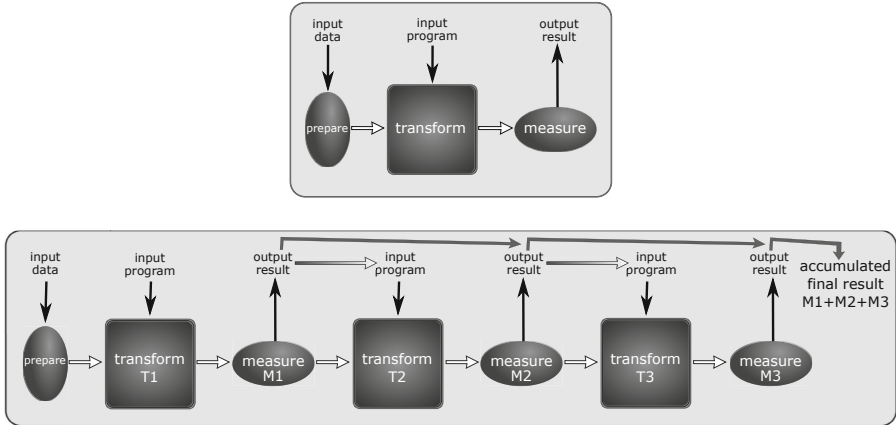 input
data
input
program
output
result
prepare
transform
measure
input
data
input
program
output
result
input
program
output
result
input
program
output
result
accumulated
final result
M1+M2+M3
prepare
transform
T1
measure
M1
transform
T2
measure
M2
transform
T3
measure
M3